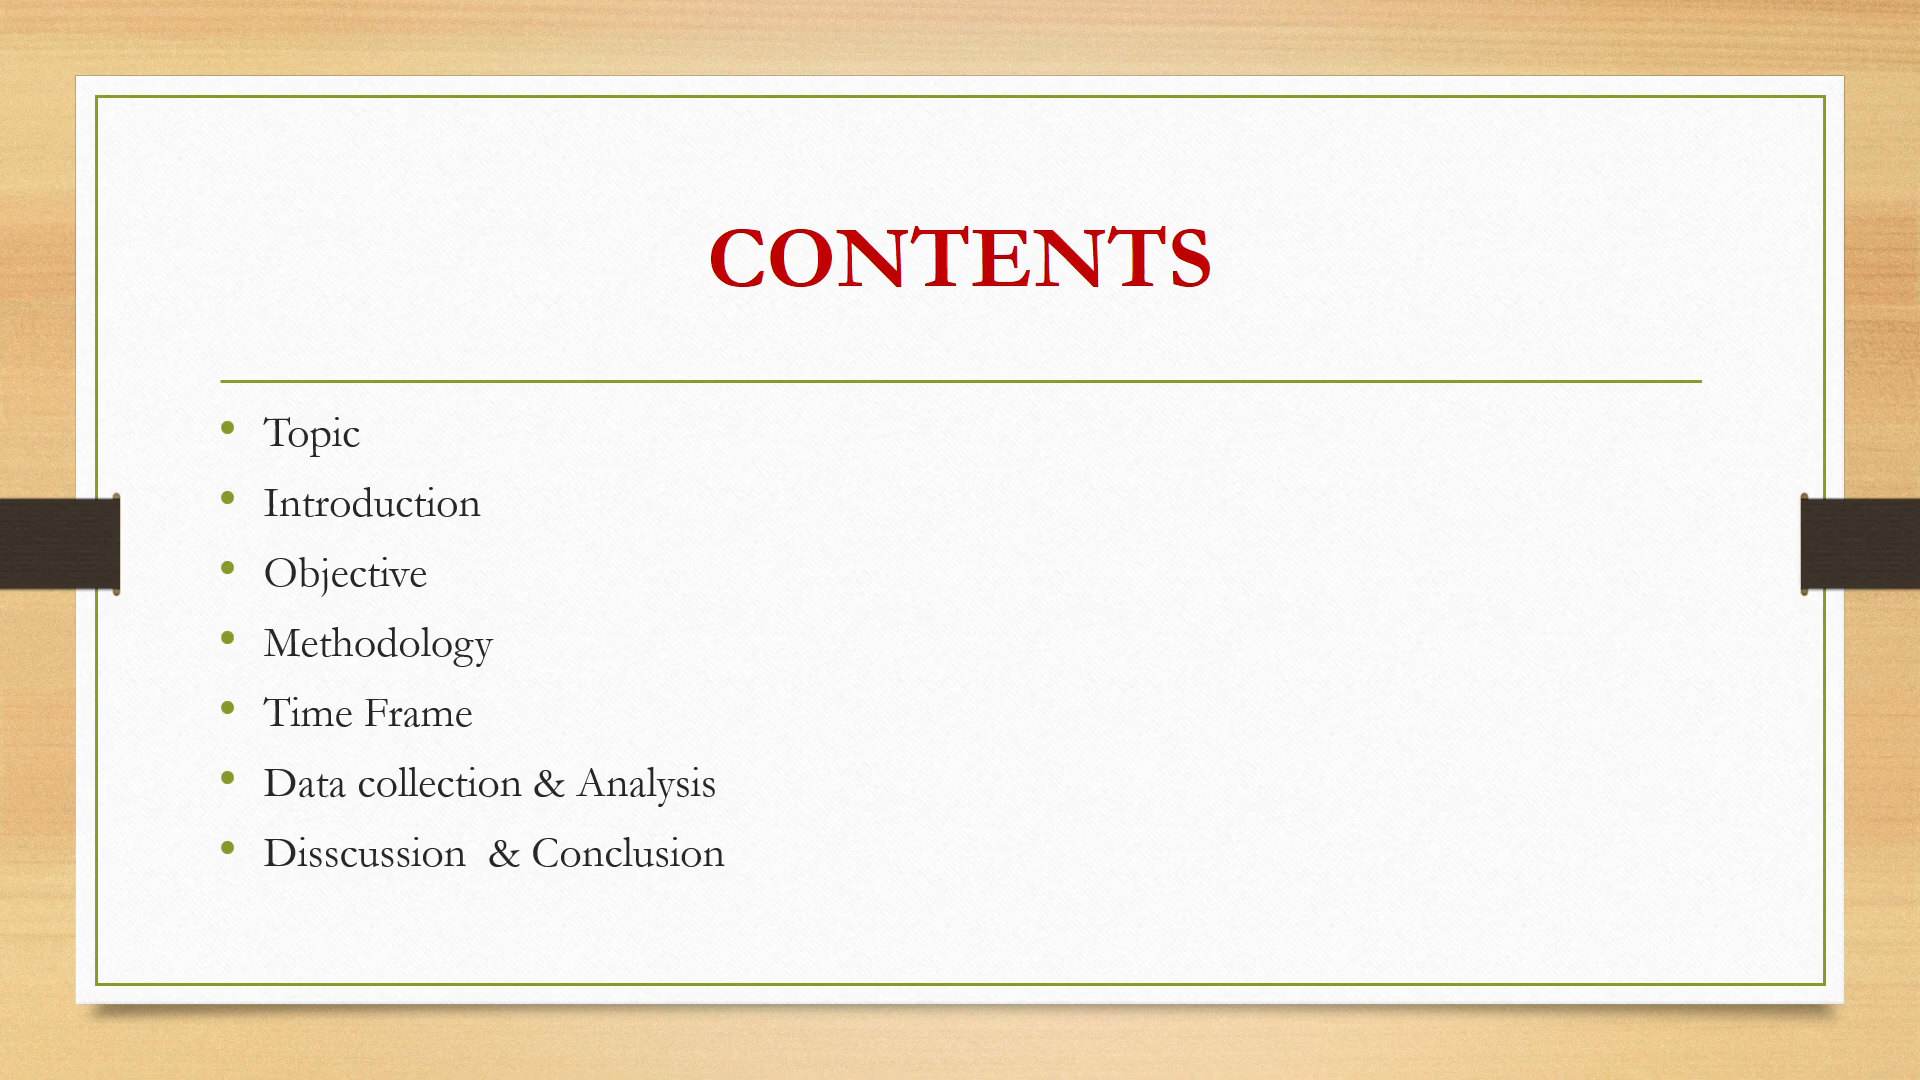 CONTENTS
• Topic
• Introduction
• Objective
• Methodology
• Time Frame
• Data collection & Analysis
• Disscussion  & Conclusion